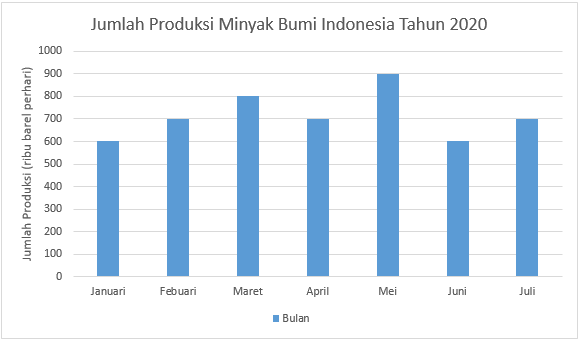 Jumlah Produksi Minyak Bumi Indonesia Tahun 2020
Jumlah Produksi (ribu barel perhari)
1000
900
800
700
600
500
400
300
200
100
0
Januari Febuari Maret April Mei Juni Juli
Bulan